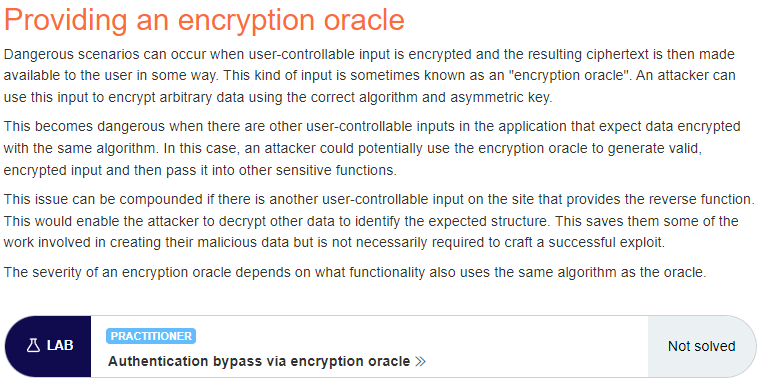 Providing an encryption oracle
Dangerous scenarios can occur when user-controllable input is encrypted and the resulting ciphertext is then made
available to the user in some way. This kind of input is sometimes known as an "encryption oracle". An attacker can
use this input to encrypt arbitrary data using the correct algorithm and asymmetric key.
This becomes dangerous when there are other user-controllable inputs in the application that expect data encrypted
with the same algorithm. In this case, an attacker could potentially use the encryption oracle to generate valid,
encrypted input and then pass it into other sensitive functions.
This issue can be compounded if there is another user-controllable input on the site that provides the reverse function.
This would enable the attacker to decrypt other data to identify the expected structure. This saves them some of the
work involved in creating their malicious data but is not necessarily required to craft a successful exploit.
The severity of an encryption oracle depends on what functionality also uses the same algorithm as the oracle.
LAB
PRACTITIONER
Authentication bypass via encryption oracle »
Not solved